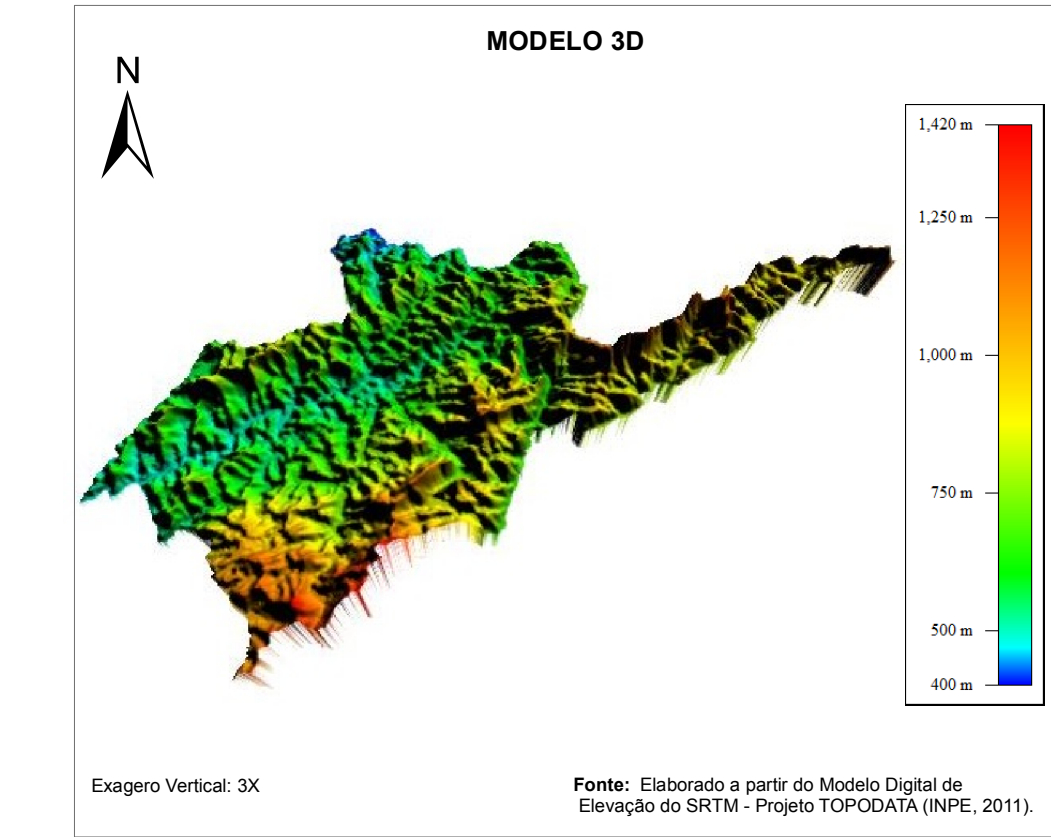 MODELO 3D
N
1,420 m
1,250 m
1,000 m
750 m
500 m
400 m
Exagero Vertical: 3X
Fonte: Elaborado a partir do Modelo Digital de
Elevação do SRTM - Projeto TOPODATA (INPE, 2011).